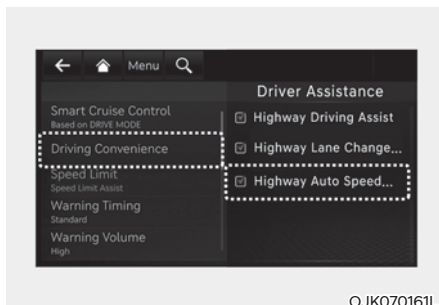 Menu
Driver Assistance
Smart Cruise Control
Based on DRIVE MODE
Driving Convenience
Speed Limit
Speed Limit Assist
Warning Timing
Standard
Warning Volume
High
Highway Driving Assist
Highway Lane Change...
Highway Auto Speed...
OJK070161L